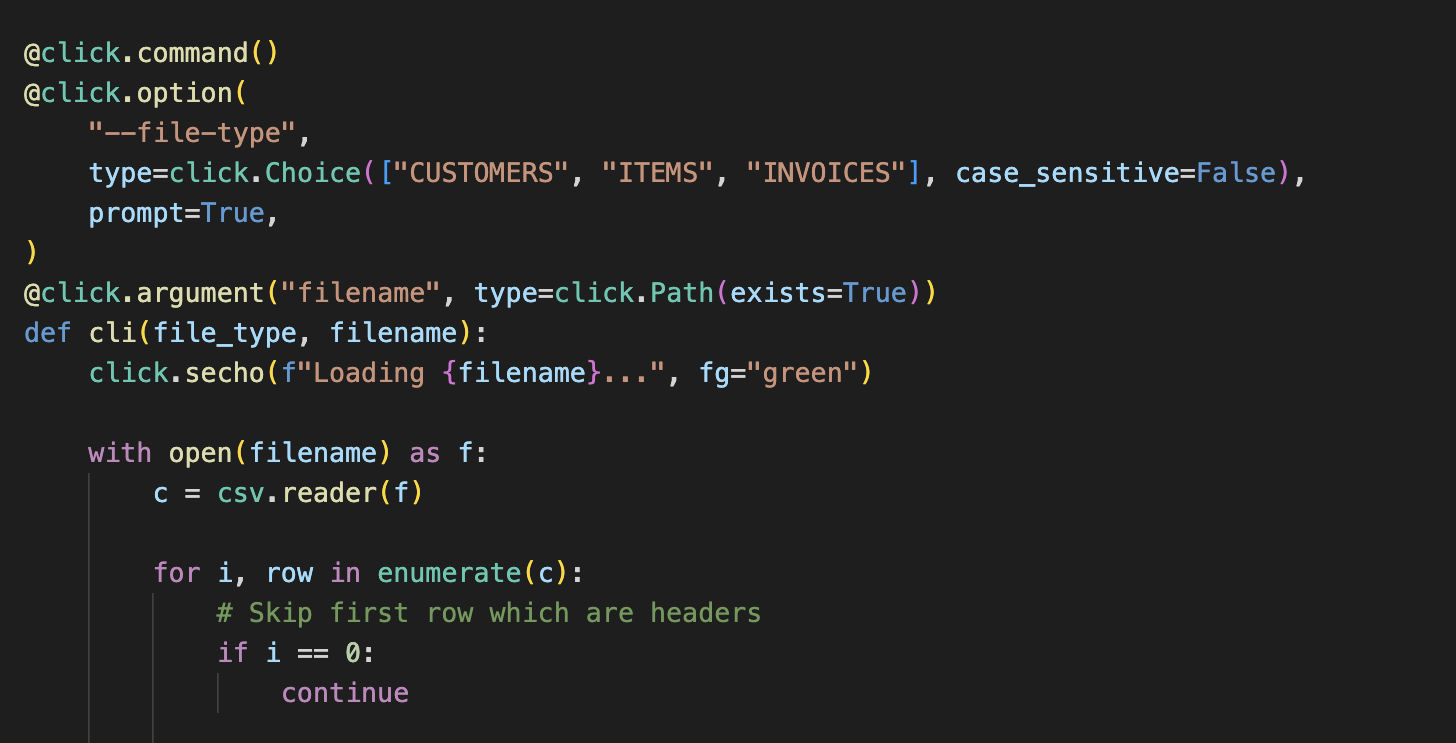 @click.command()
@click.option(
    "--file-type",
    type=click.Choice(["CUSTOMERS", "ITEMS", "INVOICES"], case_sensitive=False),
    prompt=True,
)
@click.argument("filename", type=click.Path(exists=True))
def cli(file_type, filename):
    click.secho(f"Loading {filename}...", fg="green")

    with open(filename) as f:
        c = csv.reader(f)

        for i, row in enumerate(c):
            # Skip first row which are headers
            if i == 0:
                continue